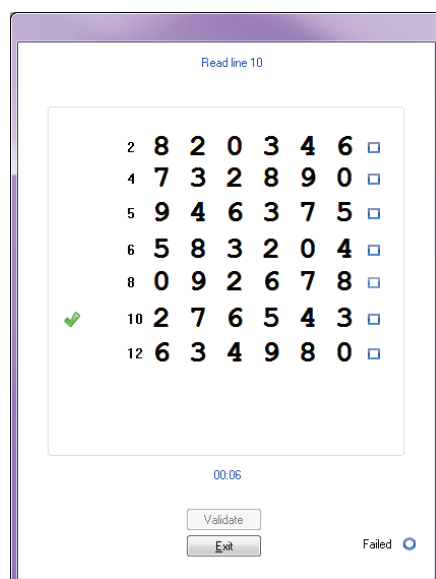 Read line 10
2 8 2 0 3 4 6
4 7 3 2 8 9 0
5 9 4 6 3 7 5
6 5 8 3 2 0 4
8 0 9 2 6 7 8
10 2 7 6 5 4 3
12 6 3 4 9 8 0
00:06
Validate
Exit
Failed